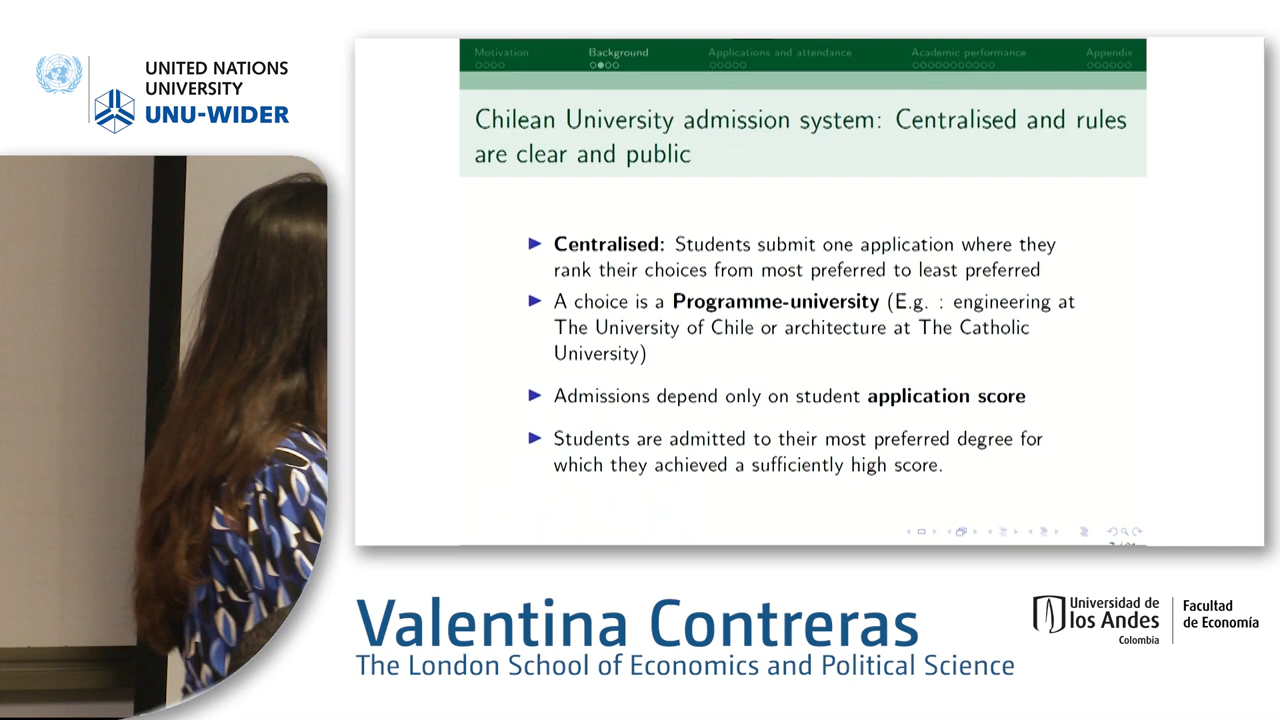 UNITED NATIONS
UNIVERSITY
UNU-WIDER
Motivation
Background
Applications and attendance
Academic performance
Appendix
Chilean University admission system: Centralised and rules
are clear and public
Centralised: Students submit one application where they
rank their choices from most preferred to least preferred
A choice is a Programme-university (E.g. : engineering at
The University of Chile or architecture at The Catholic
University)
Admissions depend only on student application score
Students are admitted to their most preferred degree for
which they achieved a sufficiently high score.
Valentina Contreras
The London School of Economics and Political Science
Universidad de
los Andes
Colombia
Facultad
de Economía